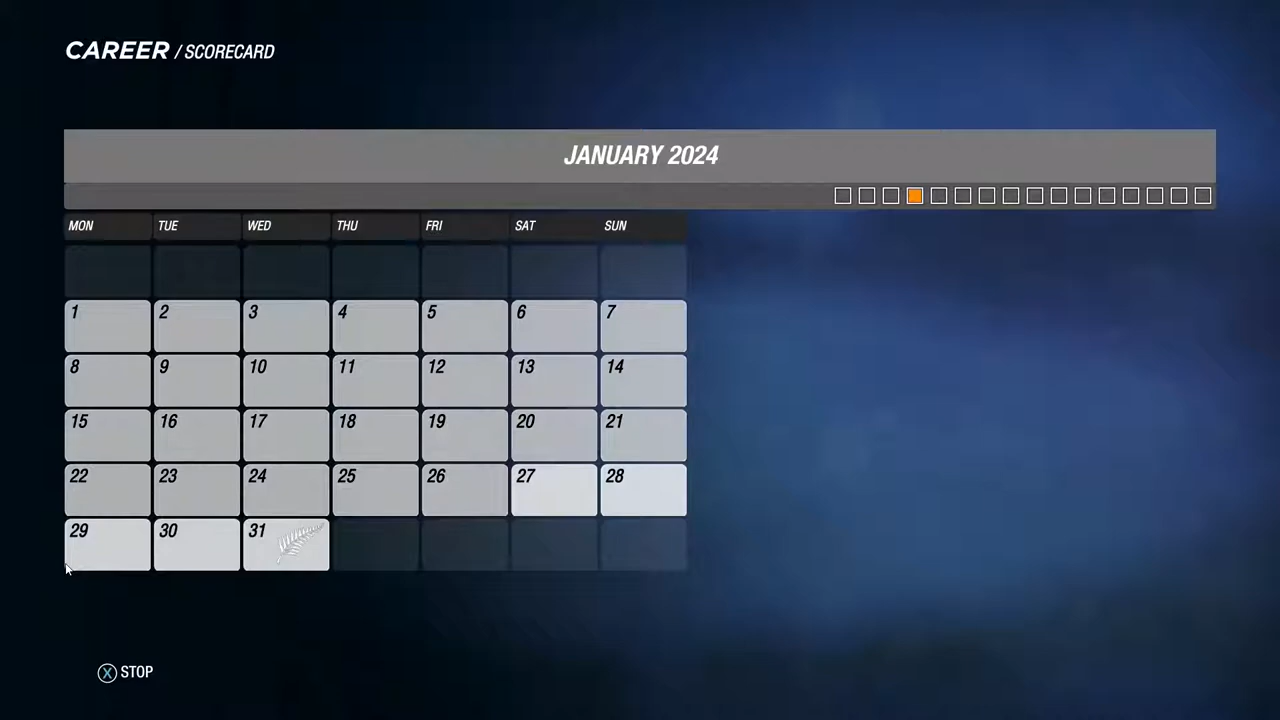 CAREER / SCORECARD
JANUARY 2024
MON TUE WED THU FRI SAT SUN
1 2 3 4 5 6 7
8 9 10 11 12 13 14
15 16 17 18 19 20 21
22 23 24 25 26 27 28
29 30 31
X STOP